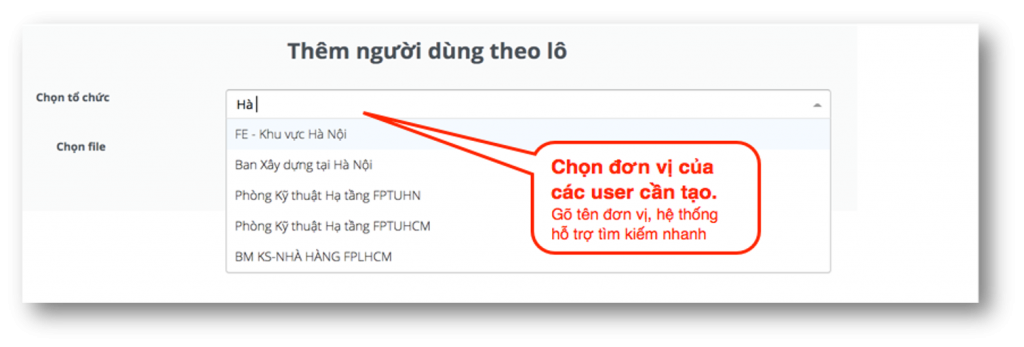 Thêm người dùng theo lô
Chọn tổ chức
Hà
Chọn file
FE - Khu vực Hà Nội
Ban Xây dựng tại Hà Nội
Phòng Kỹ thuật Hạ tầng FPTUHN
Phòng Kỹ thuật Hạ tầng FPTUHCM
BM KS-NHÀ HÀNG FPLHCM
Chọn đơn vị của
các user cần tạo.
Gõ tên đơn vị, hệ thống
hỗ trợ tìm kiếm nhanh